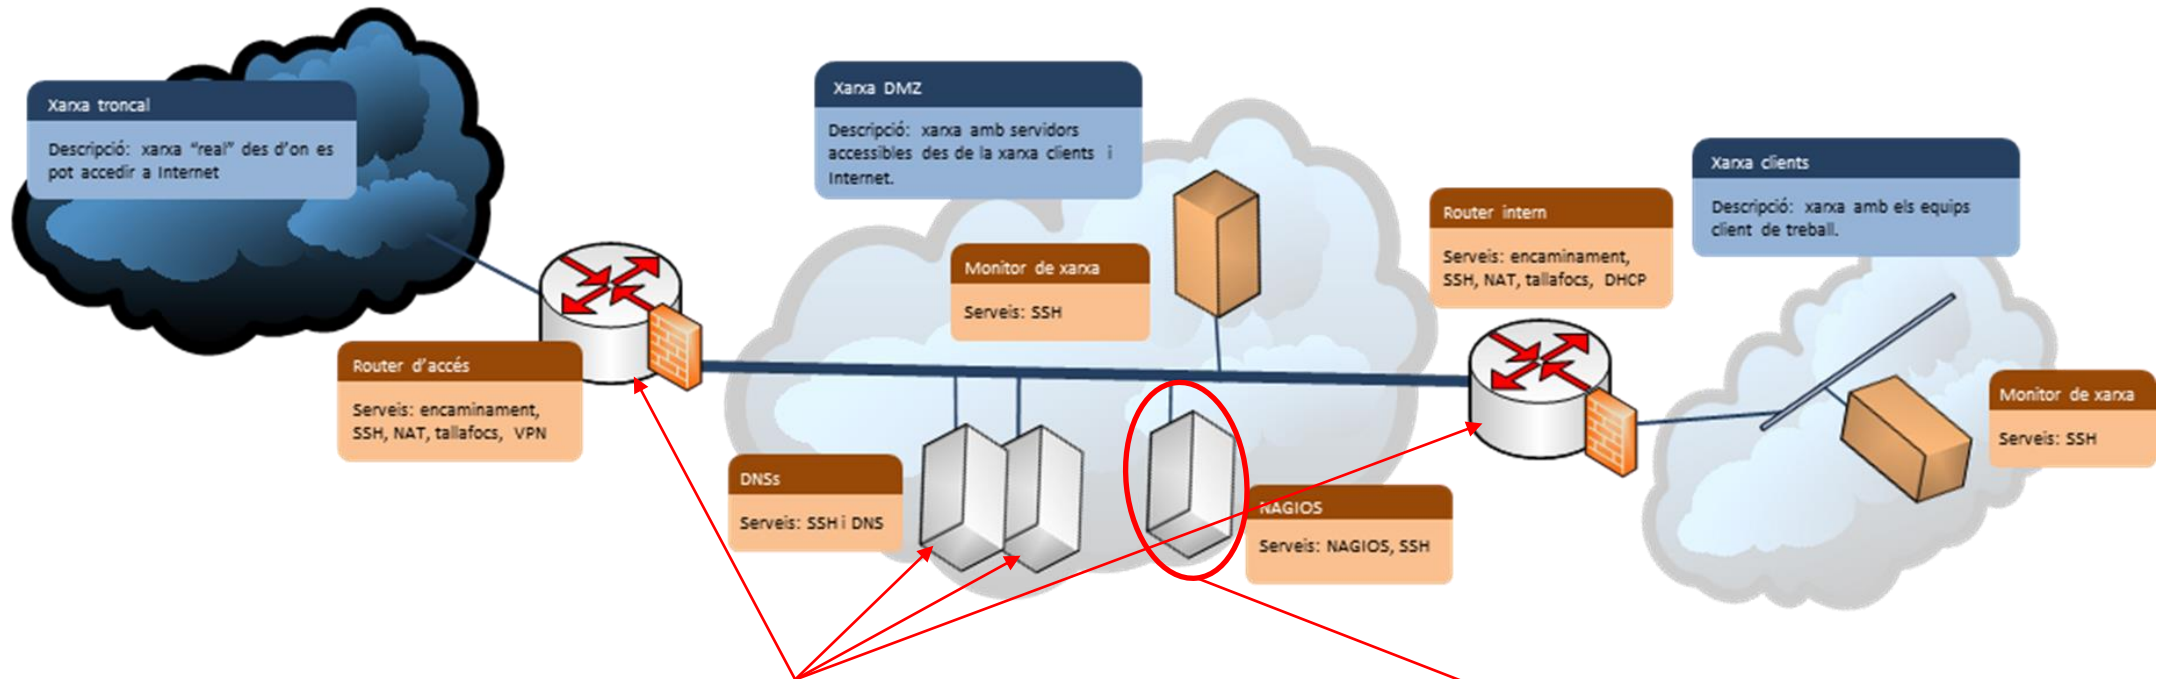 Xarxa troncal
Descripció: xarxa “real” des d’on es
pot accedir a Internet
Xarxa DMZ
Descripció: xarxa amb servidors
accessibles des de la xarxa clients i
Internet.
Xarxa clients
Descripció: xarxa amb els equips
client de treball.
Router intern
Serveis: encaminament,
SSH, NAT, tallafocs, DHCP
Monitor de xarxa
Serveis: SSH
Router d’accés
Serveis: encaminament,
SSH, NAT, tallafocs, VPN
Monitor de xarxa
Serveis: SSH
DNSs
Serveis: SSH i DNS
NAGIOS
Serveis: NAGIOS, SSH